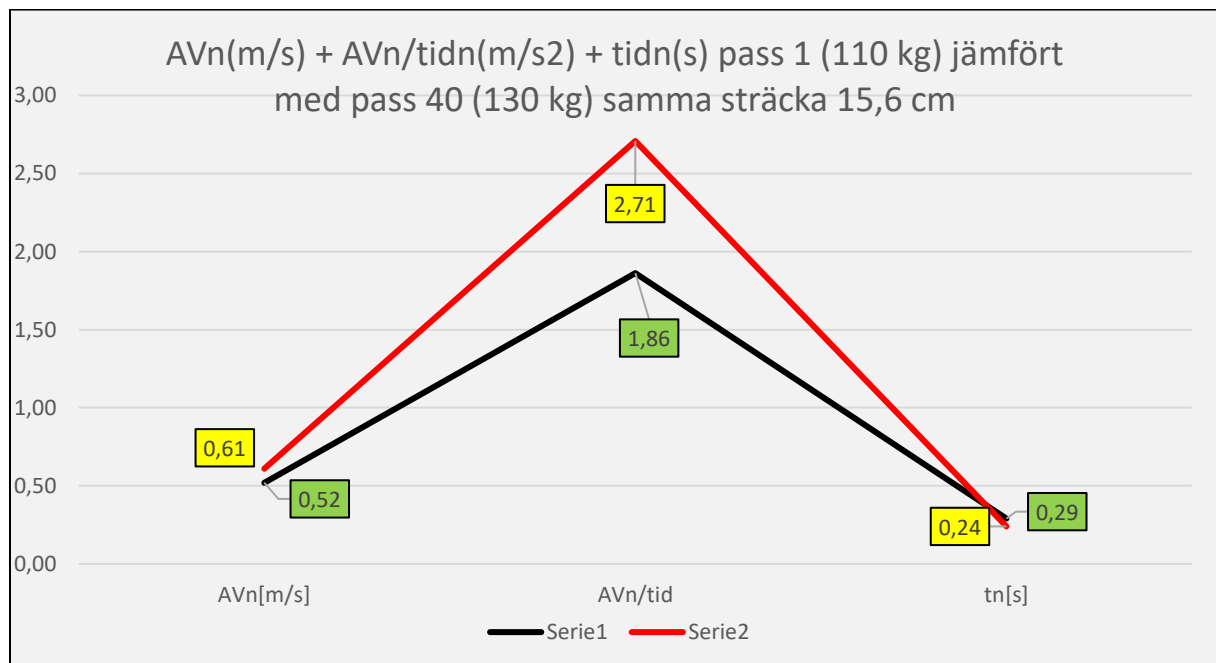 AVn(m/s) + AVn/tidn(m/s2) + tidn(s) pass 1 (110 kg) jämfört
med pass 40 (130 kg) samma sträcka 15,6 cm
3,00
2,50
2,00
1,50
1,00
0,50
0,00
2,71
1,86
0,61
0,52
0,24
0,29
AVn[m/s]
AVn/tid
tn[s]
Serie1
Serie2